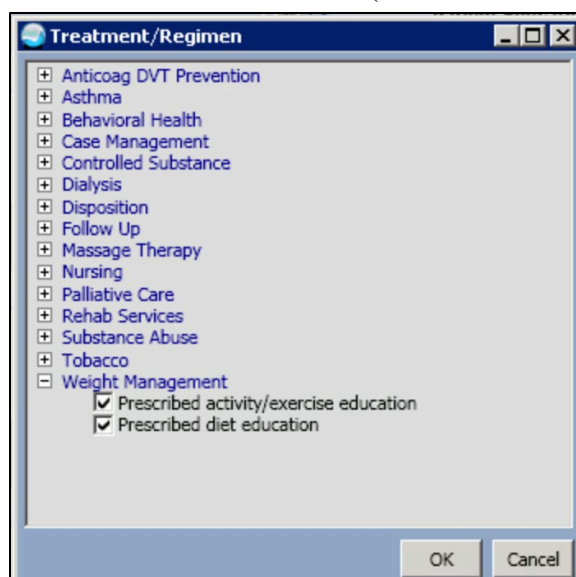 Treatment/Regimen
Anticoag DVT Prevention
Asthma
Behavioral Health
Case Management
Controlled Substance
Dialysis
Disposition
Follow Up
Massage Therapy
Nursing
Palliative Care
Rehab Services
Substance Abuse
Tobacco
Weight Management
Prescribed activity/exercise education
Prescribed diet education
OK Cancel